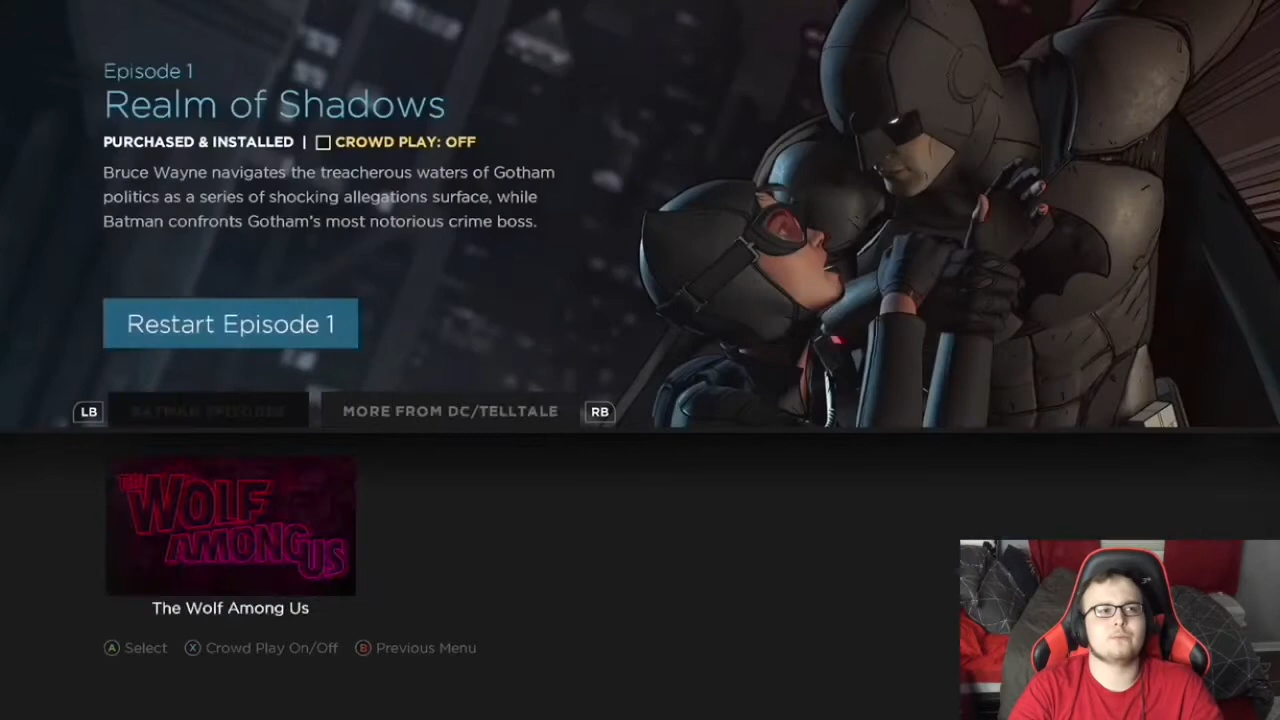 Episode 1
Realm of Shadows
PURCHASED & INSTALLED | CROWD PLAY: OFF
Bruce Wayne navigates the treacherous waters of Gotham
politics as a series of shocking allegations surface, while
Batman confronts Gotham's most notorious crime boss.
Restart Episode 1
LB BATMAN EPISODES MORE FROM DC/TELLTALE RB
THE WOLF
AMONG US
The Wolf Among Us
A Select X Crowd Play On/Off B Previous Menu